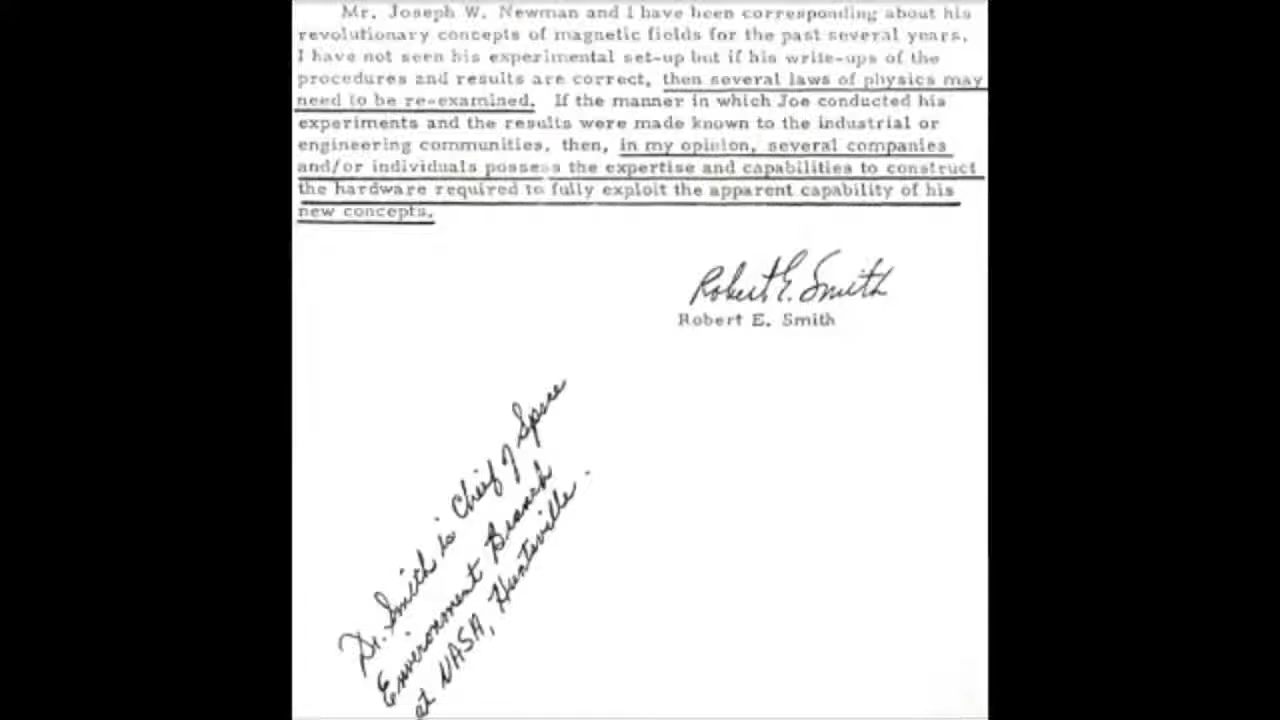 Mr. Joseph W. Newman and I have been corresponding about his
revolutionary concepts of magnetic fields for the past several years.
I have not seen his experimental set-up but if his write-ups of the
procedures and results are correct, then several laws of physics may
need to be re-examined. If the manner in which Joe conducted his
experiments and the results were made known to the industrial or
engineering communities, then, in my opinion, several companies
and/or individuals possess the expertise and capabilities to construct
the hardware required to fully exploit the apparent capability of his
new concepts.
Robert E. Smith
Robert E. Smith
Dr. Smith is Chief of Space
Environment Branch
at NASA, Huntsville.